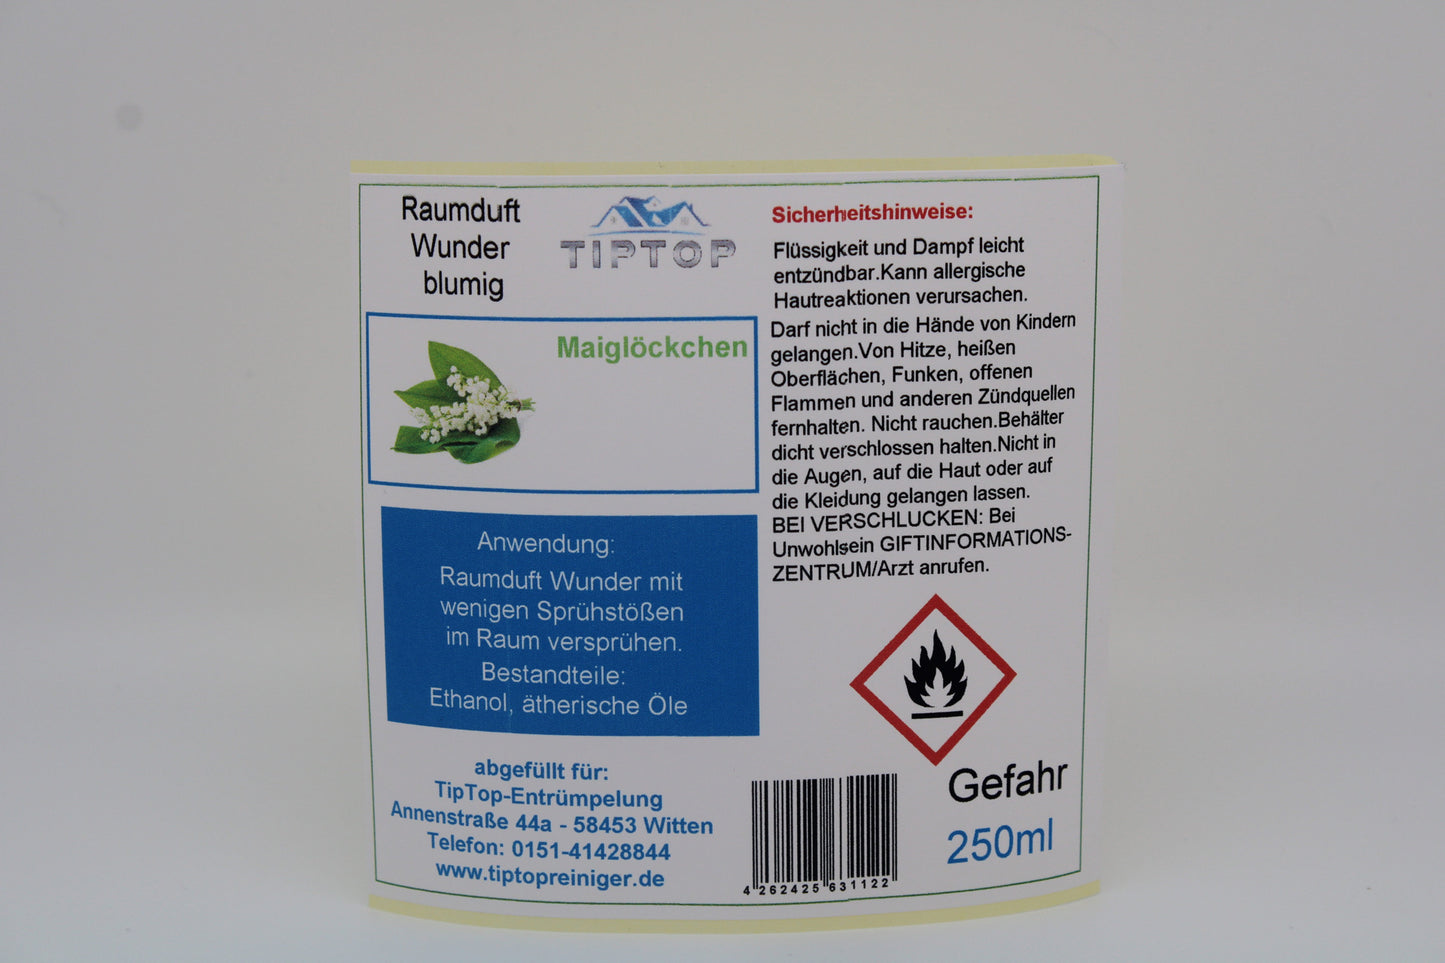 Raumduft
Wunder
blumig
TIPTOP
Maiglöckchen
Anwendung:
Raumduft Wunder mit
wenigen Sprühstößen
im Raum versprühen.
Bestandteile:
Ethanol, ätherische Öle
abgefüllt für:
TipTop-Entrümpelung
Annenstraße 44a - 58453 Witten
Telefon: 0151-41428844
www.tiptopreiniger.de
Sicherheitshinweise:
Flüssigkeit und Dampf leicht
entzündbar.Kann allergische
Hautreaktionen verursachen.
Darf nicht in die Hände von Kindern
gelangen.Von Hitze, heißen
Oberflächen, Funken, offenen
Flammen und anderen Zündquellen
fernhalten. Nicht rauchen.Behälter
dicht verschlossen halten.Nicht in
die Augen, auf die Haut oder auf
die Kleidung gelangen lassen.
BEI VERSCHLUCKEN: Bei
Unwohlsein GIFTINFORMATIONS-
ZENTRUM/Arzt anrufen.
Gefahr
250ml
4 262425 631122